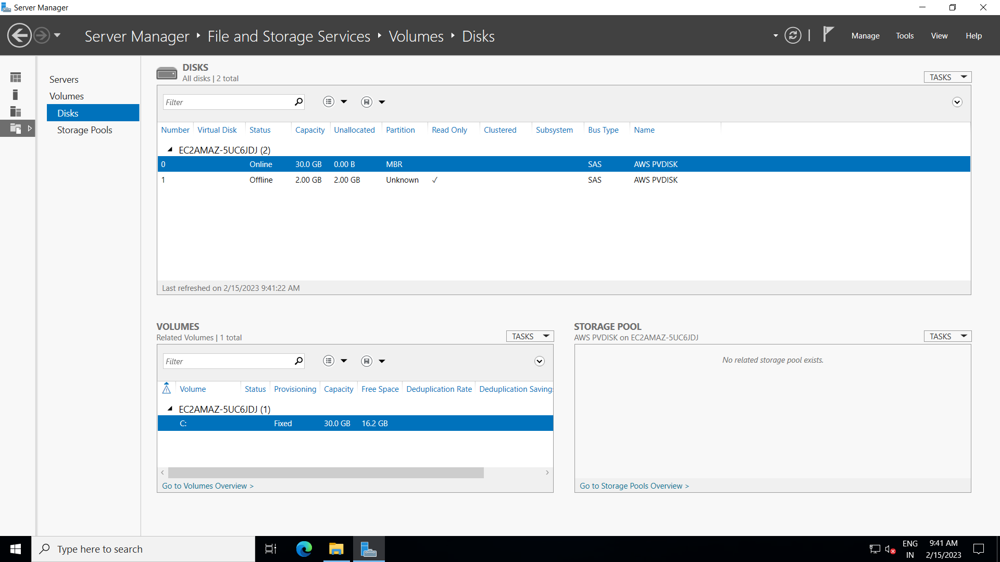 Server Manager
Server Manager ‣ File and Storage Services ‣ Volumes ‣ Disks
Manage Tools View Help
Servers
Volumes
Disks
Storage Pools
DISKS
All disks | 2 total
TASKS
Filter
Number Virtual Disk Status Capacity Unallocated Partition Read Only Clustered Subsystem Bus Type Name
EC2AMAZ-5UC6JDJ (2)
0 Online 30.0 GB 0.00 B MBR SAS AWS PVDISK
1 Offline 2.00 GB 2.00 GB Unknown ✓ SAS AWS PVDISK
Last refreshed on 2/15/2023 9:41:22 AM
VOLUMES
Related Volumes | 1 total
TASKS
Filter
Volume Status Provisioning Capacity Free Space Deduplication Rate Deduplication Savings
EC2AMAZ-5UC6JDJ (1)
C: Fixed 30.0 GB 16.2 GB
Go to Volumes Overview >
STORAGE POOL
AWS PVDISK on EC2AMAZ-5UC6JDJ
TASKS
No related storage pool exists.
Go to Storage Pools Overview >
Type here to search
ENG
IN
9:41 AM
2/15/2023